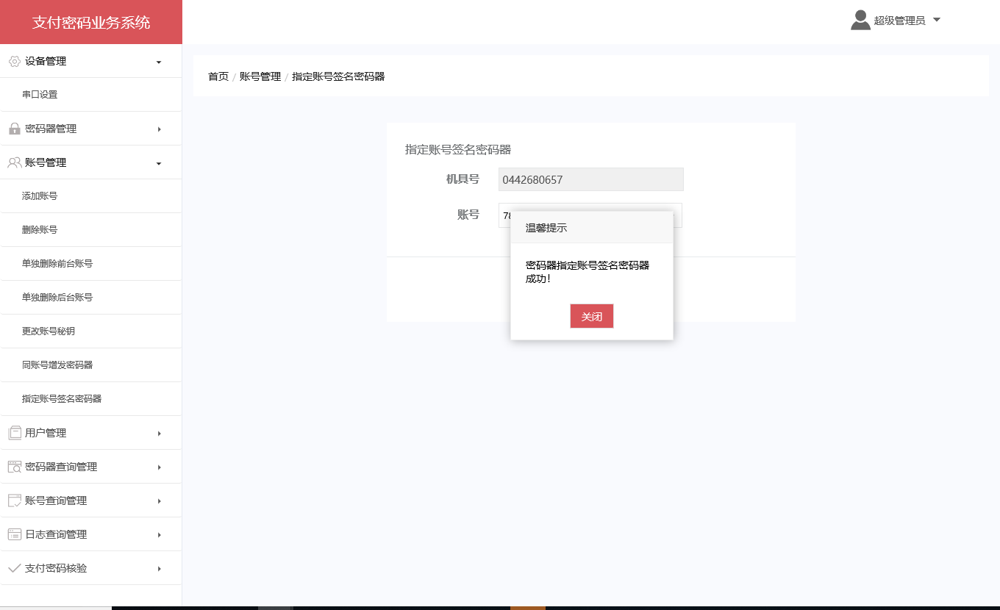 支付密码业务系统
超级管理员
设备管理
串口设置
密码器管理
账号管理
添加账号
删除账号
单独删除前台账号
单独删除后台账号
更改账号秘钥
同账号增发密码器
指定账号签名密码器
用户管理
密码器查询管理
账号查询管理
日志查询管理
支付密码核验
首页 / 账号管理 / 指定账号签名密码器
指定账号签名密码器
机具号 0442680657
账号
温馨提示
密码器指定账号签名密码器
成功！
关闭